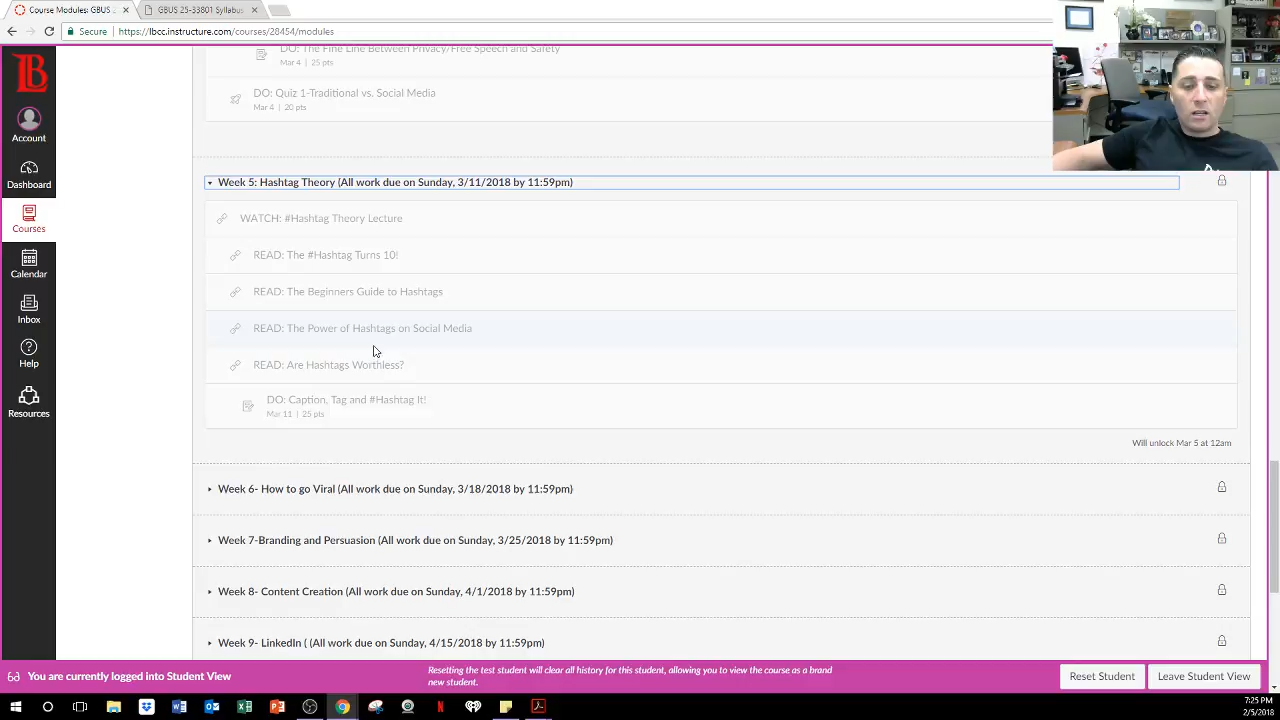 Course Modules: GBUS 2
GBUS 25-33801 Syllabus
Secure
https://lbcc.instructure.com/courses/28454/modules
LB
Account
Dashboard
Courses
Calendar
Inbox
Help
Resources
DO: The Fine Line Between Privacy/Free Speech and Safety
Mar 4 | 25 pts
DO: Quiz 1-Traditional vs. Social Media
Mar 4 | 20 pts
Week 5: Hashtag Theory (All work due on Sunday, 3/11/2018 by 11:59pm)
WATCH: #Hashtag Theory Lecture
READ: The #Hashtag Turns 10!
READ: The Beginners Guide to Hashtags
READ: The Power of Hashtags on Social Media
READ: Are Hashtags Worthless?
DO: Caption, Tag and #Hashtag It!
Mar 11 | 25 pts
Will unlock Mar 5 at 12am
Week 6- How to go Viral (All work due on Sunday, 3/18/2018 by 11:59pm)
Week 7-Branding and Persuasion (All work due on Sunday, 3/25/2018 by 11:59pm)
Week 8- Content Creation (All work due on Sunday, 4/1/2018 by 11:59pm)
Week 9- LinkedIn ( (All work due on Sunday, 4/15/2018 by 11:59pm)
You are currently logged into Student View
Resetting the test student will clear all history for this student, allowing you to view the course as a brand
new student.
Reset Student
Leave Student View
7:25 PM
2/5/2018